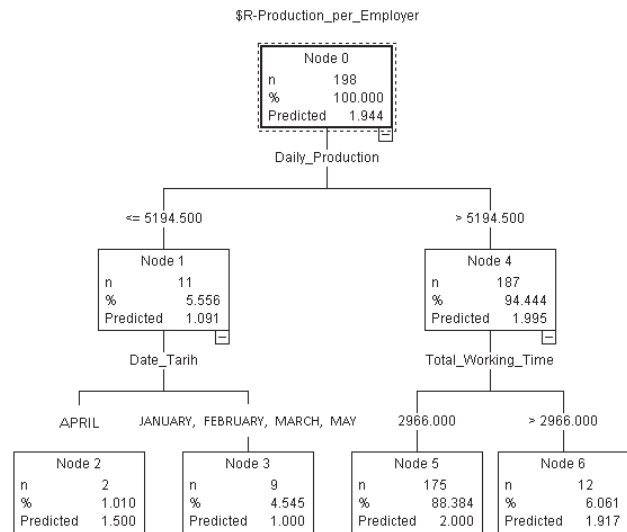 $R-Production_per_Employer
Node 0
n 198
% 100.000
Predicted 1.944
Daily_Production
<= 5194.500
> 5194.500
Node 1
n 11
% 5.556
Predicted 1.091
Node 4
n 187
% 94.444
Predicted 1.995
Date_Tarih
Total_Working_Time
APRIL
JANUARY, FEBRUARY, MARCH, MAY
2966.000
> 2966.000
Node 2
n 2
% 1.010
Predicted 1.500
Node 3
n 9
% 4.545
Predicted 1.000
Node 5
n 175
% 88.384
Predicted 2.000
Node 6
n 12
% 6.061
Predicted 1.917